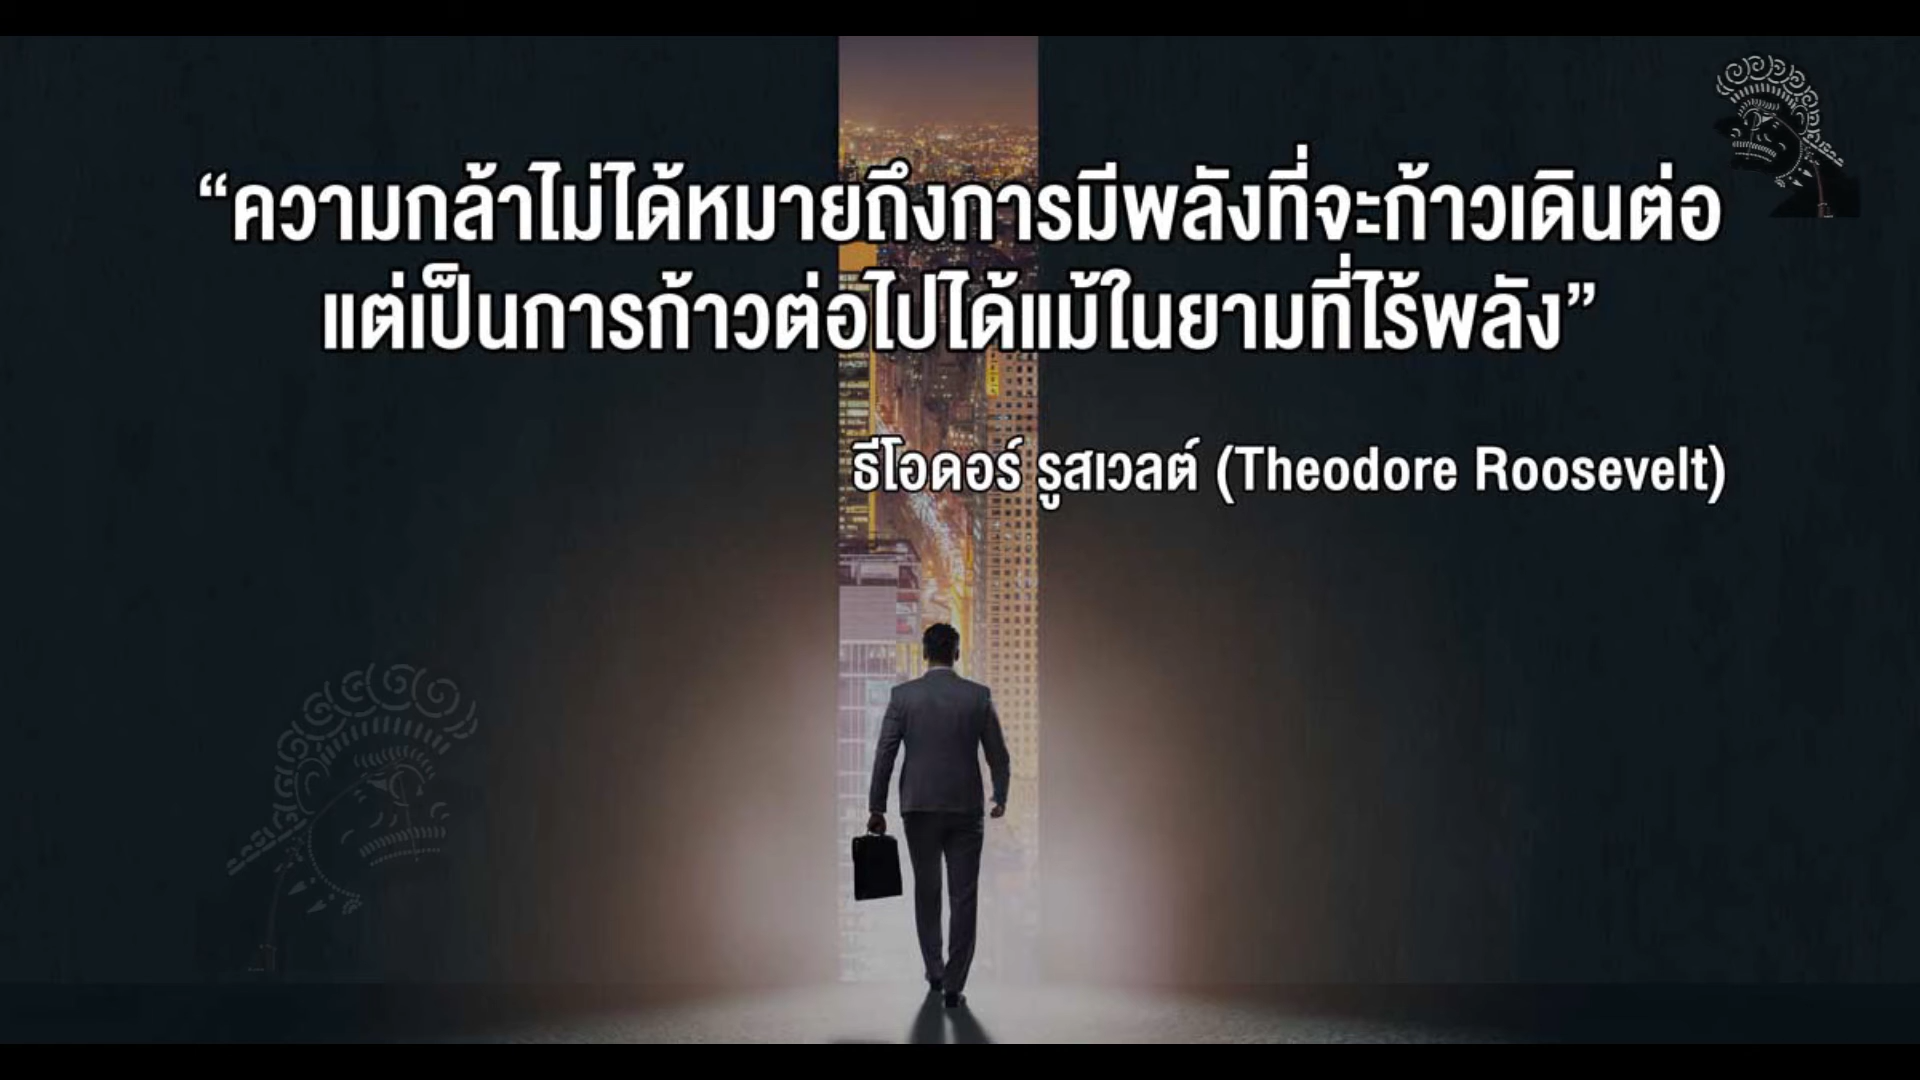 “ความกล้าไม่ได้หมายถึงการมีพลังที่จะก้าวเดินต่อ
แต่เป็นการก้าวต่อไปได้แม้ในยามที่ไร้พลัง”
ธีโอดอร์ รูสเวลต์ (Theodore Roosevelt)